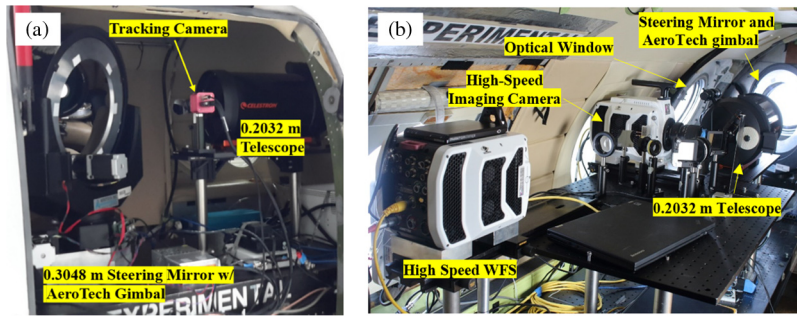 (a)
Tracking Camera
CELESTRON
0.2032 m
Telescope
0.3048 m Steering Mirror w/
AeroTech Gimbal
EXPERIMENTAL
(b)
EXPERIMENTAL
Steering Mirror and
AeroTech gimbal
Optical Window
High-Speed
Imaging Camera
0.2032 m Telescope
High Speed WFS